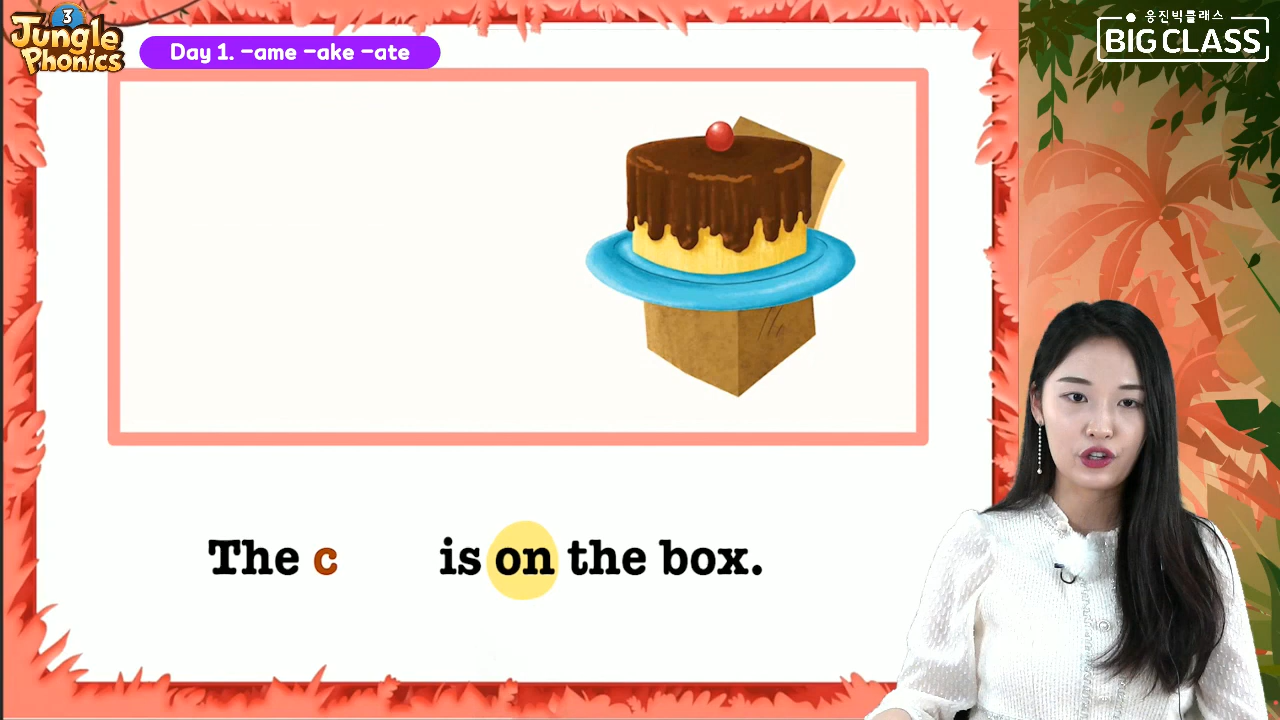 3
Jungle
Phonics
Day 1. -ame -ake -ate
웅진빅클래스
BIG CLASS
The c is on the box.